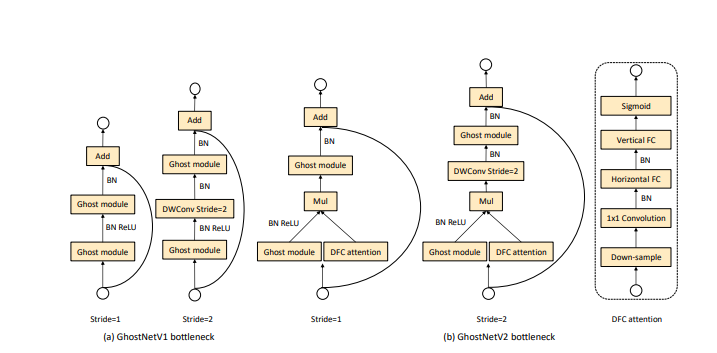 Add
BN
Ghost module
BN ReLU
Ghost module
Stride=1
Add
BN
Ghost module
BN
DWConv Stride=2
BN ReLU
Ghost module
Stride=2
(a) GhostNetV1 bottleneck
Add
BN
Ghost module
Mul
BN ReLU
Ghost module
DFC attention
Stride=1
Add
BN
Ghost module
BN
DWConv Stride=2
Mul
BN ReLU
Ghost module
DFC attention
Stride=2
(b) GhostNetV2 bottleneck
Sigmoid
Vertical FC
BN
Horizontal FC
BN
1x1 Convolution
Down-sample
DFC attention